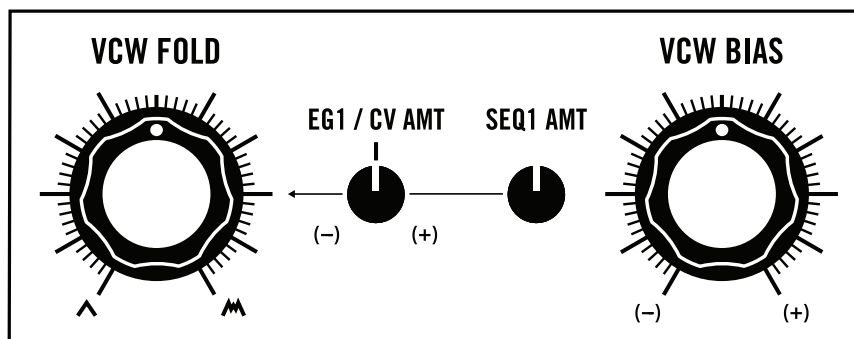 VCW FOLD
VCW BIAS
EG1 / CV AMT
SEQ1 AMT
(–)
(+)
(–)
(+)